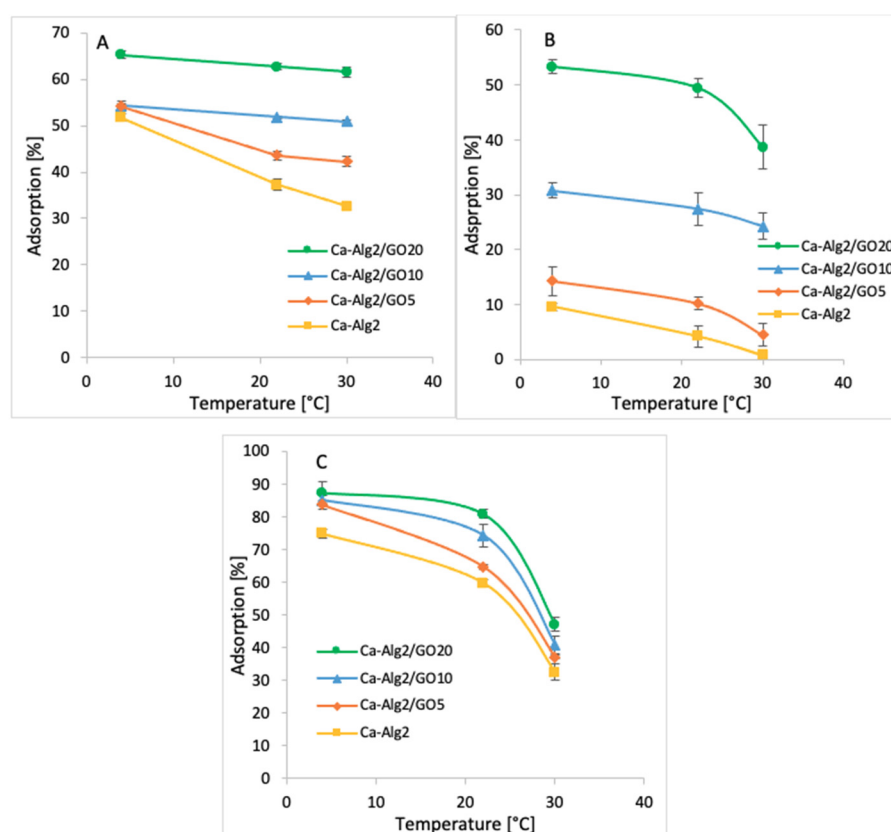 A
Adsorption [%]
70
60
50
40
30
20
10
0
Ca-Alg2/GO20
Ca-Alg2/GO10
Ca-Alg2/GO5
Ca-Alg2
0 10 20 30 40
Temperature [°C]
B
Adsprption [%]
60
50
40
30
20
10
0
Ca-Alg2/GO20
Ca-Alg2/GO10
Ca-Alg2/GO5
Ca-Alg2
0 10 20 30 40
Temperature [°C]
C
Adsorption [%]
100
90
80
70
60
50
40
30
20
10
0
Ca-Alg2/GO20
Ca-Alg2/GO10
Ca-Alg2/GO5
Ca-Alg2
0 10 20 30 40
Temperature [°C]